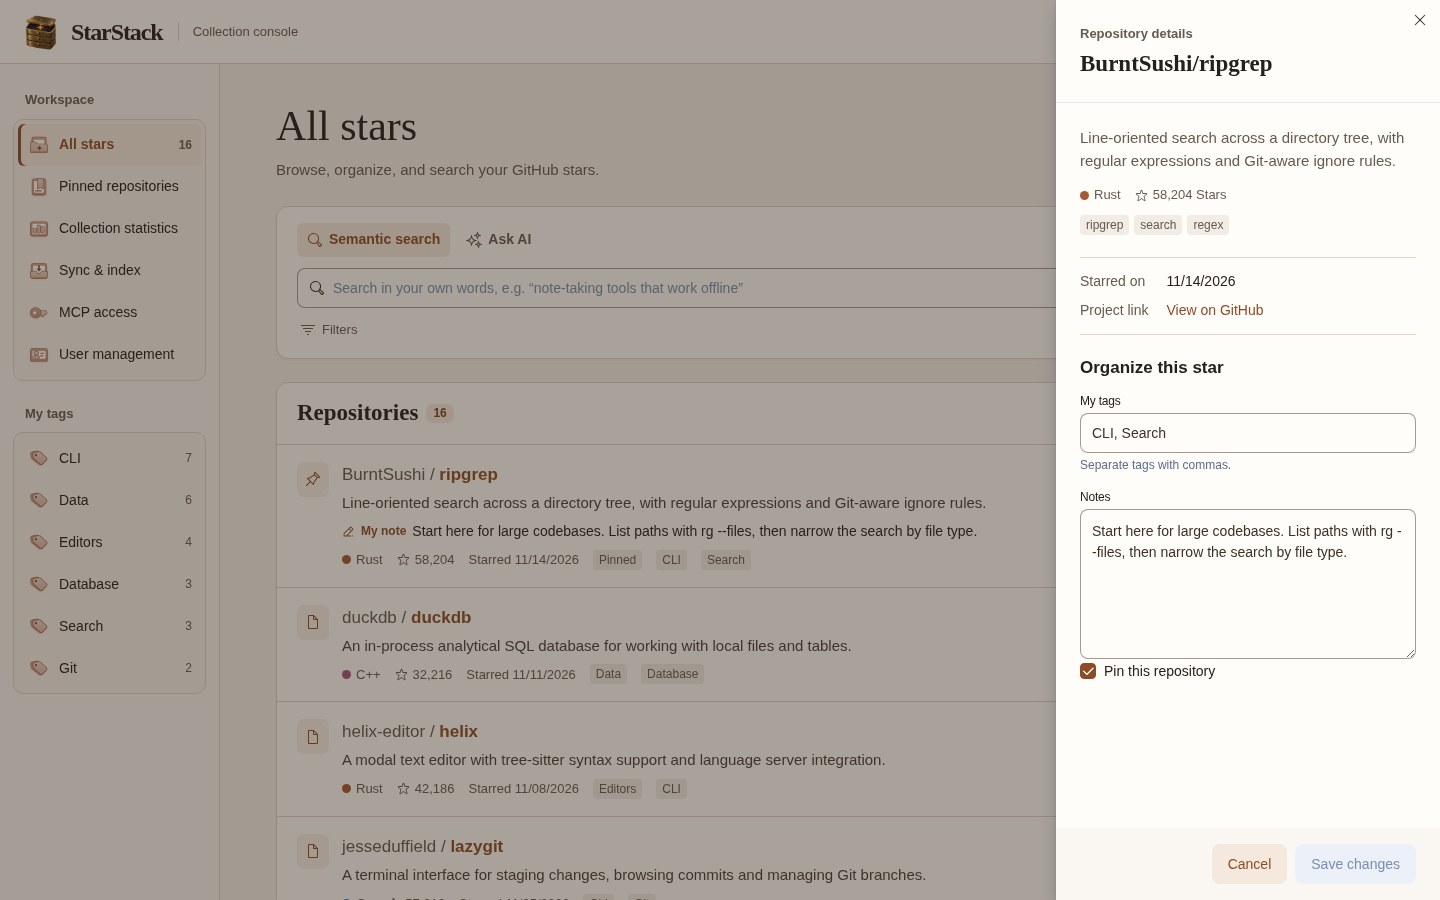 StarStack
Collection console
Workspace
All stars 16
Pinned repositories
Collection statistics
Sync & index
MCP access
User management
My tags
CLI 7
Data 6
Editors 4
Database 3
Search 3
Git 2
All stars
Browse, organize, and search your GitHub stars.
Semantic search
Ask AI
Search in your own words, e.g. “note-taking tools that work offline”
Filters
Repositories 16
BurntSushi / ripgrep
Line-oriented search across a directory tree, with regular expressions and Git-aware ignore rules.
My note Start here for large codebases. List paths with rg --files, then narrow the search by file type.
Rust 58,204 Starred 11/14/2026 Pinned CLI Search
duckdb / duckdb
An in-process analytical SQL database for working with local files and tables.
C++ 32,216 Starred 11/11/2026 Data Database
helix-editor / helix
A modal text editor with tree-sitter syntax support and language server integration.
Rust 42,186 Starred 11/08/2026 Editors CLI
jesseduffield / lazygit
A terminal interface for staging changes, browsing commits and managing Git branches.
Repository details
BurntSushi/ripgrep
Line-oriented search across a directory tree, with
regular expressions and Git-aware ignore rules.
Rust 58,204 Stars
ripgrep search regex
Starred on 11/14/2026
Project link View on GitHub
Organize this star
My tags
CLI, Search
Separate tags with commas.
Notes
Start here for large codebases. List paths with rg -
-files, then narrow the search by file type.
Pin this repository
Cancel
Save changes